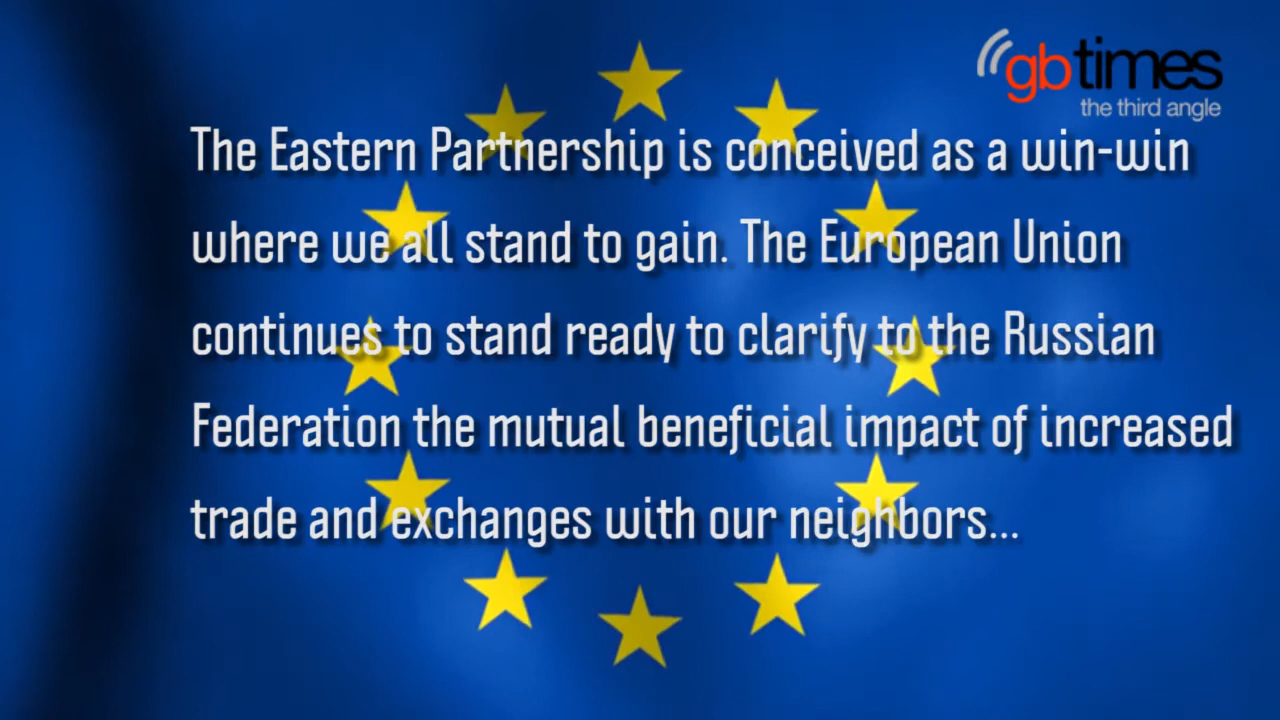 gbtimes
the third angle
The Eastern Partnership is conceived as a win-win
where we all stand to gain. The European Union
continues to stand ready to clarify to the Russian
Federation the mutual beneficial impact of increased
trade and exchanges with our neighbors...